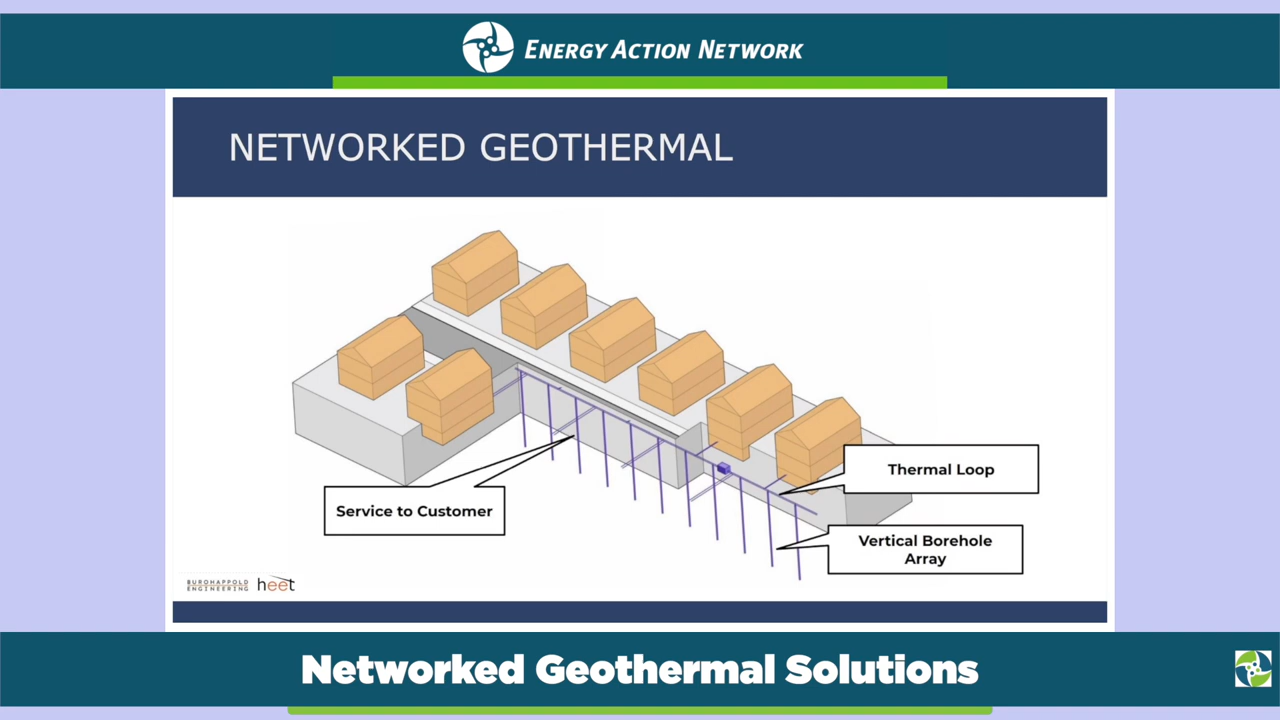 ENERGY ACTION NETWORK
NETWORKED GEOTHERMAL
Thermal Loop
Service to Customer
Vertical Borehole
Array
BUROHAPPOLD
ENGINEERING
heet
Networked Geothermal Solutions